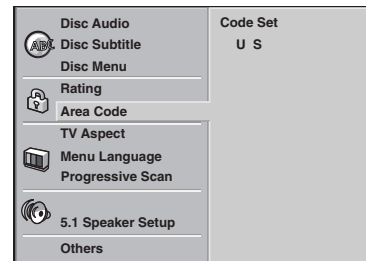 Disc Audio
Disc Subtitle
Disc Menu
Rating
Area Code
TV Aspect
Menu Language
Progressive Scan
5.1 Speaker Setup
Others
Code Set
U S
ABC